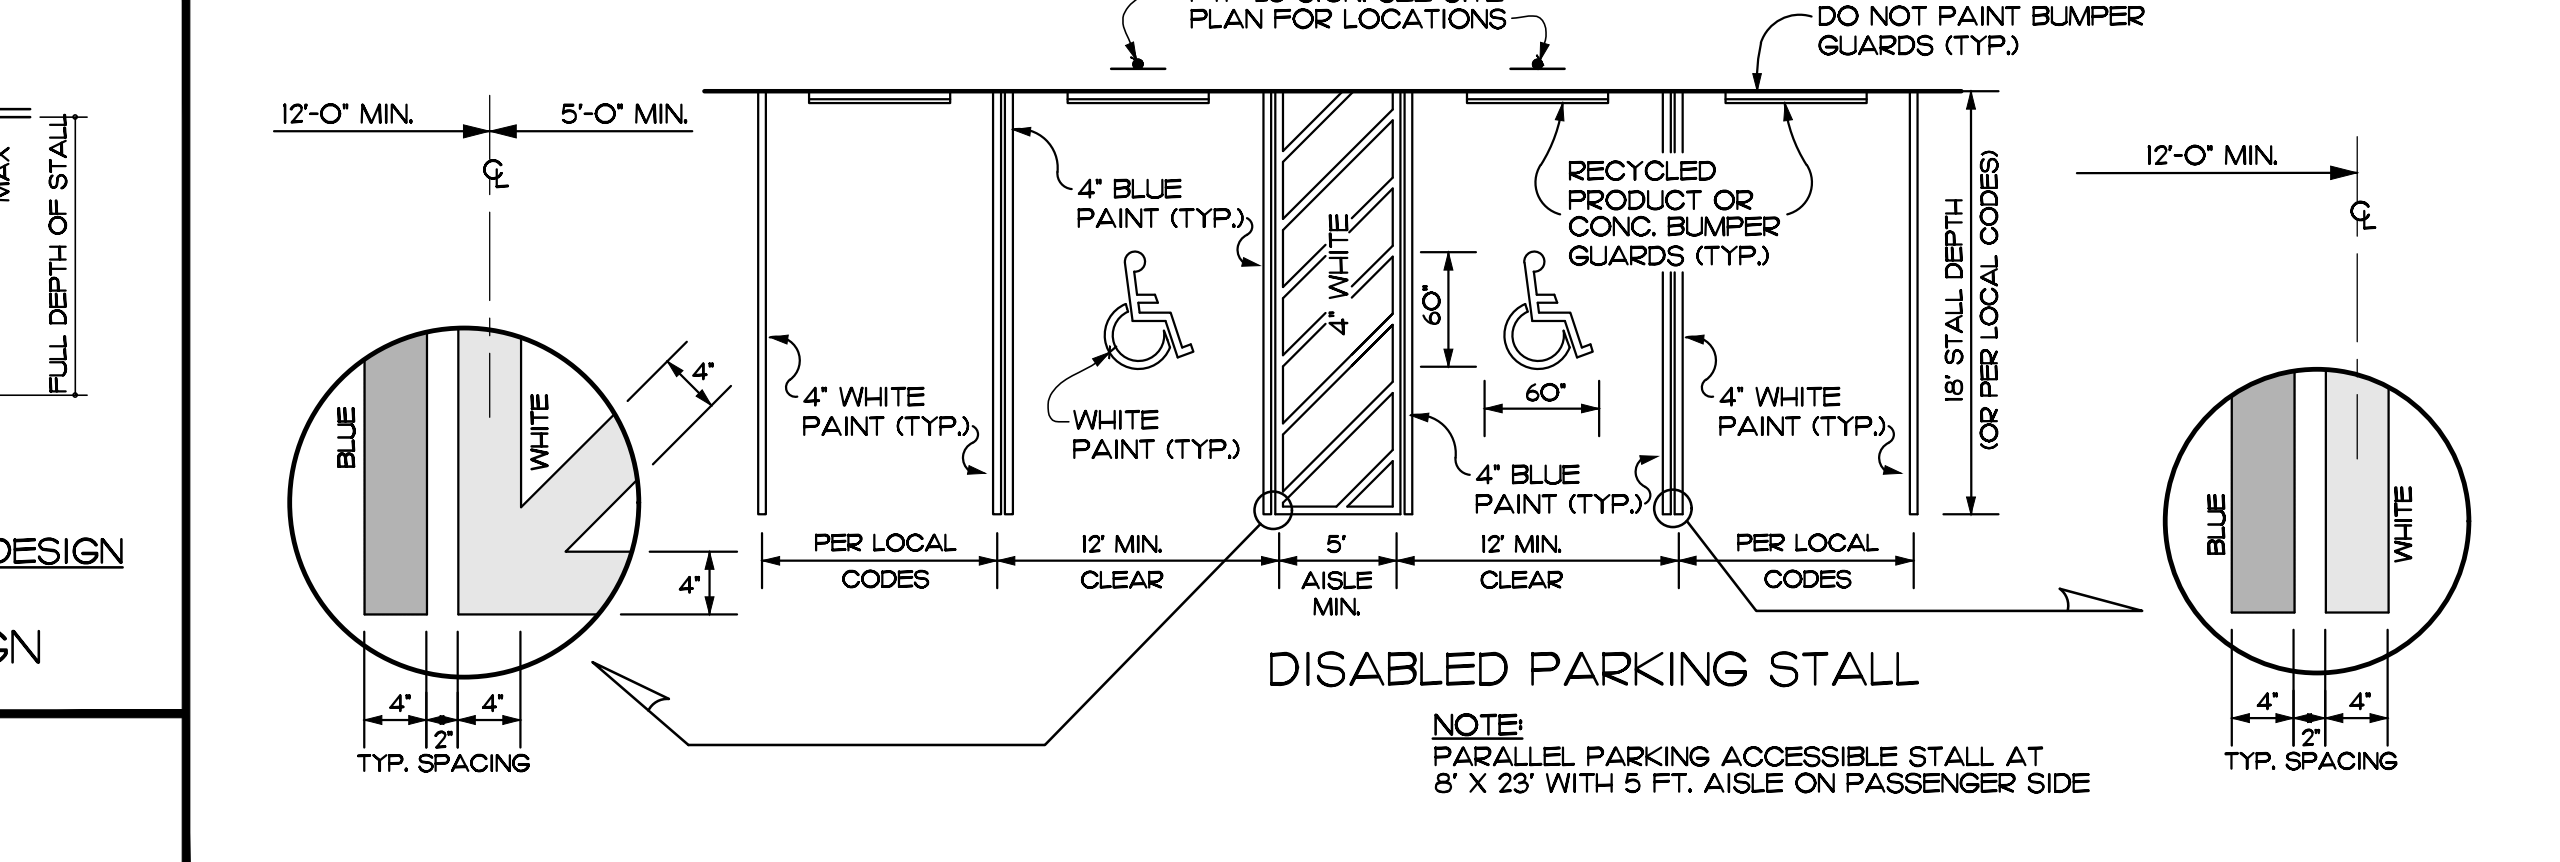 PLAN FOR LOCATIONS
DO NOT PAINT BUMPER
GUARDS (TYP.)
MAX
FULL DEPTH OF STALL
DESIGN
GN
12'-0" MIN.
5'-0" MIN.
℄
BLUE
WHITE
4"
4"
4"
4"
2"
TYP. SPACING
4" BLUE
PAINT (TYP.)
4" WHITE
PAINT (TYP.)
WHITE
PAINT (TYP.)
4" WHITE
60"
60"
RECYCLED
PRODUCT OR
CONC. BUMPER
GUARDS (TYP.)
4" BLUE
PAINT (TYP.)
4" WHITE
PAINT (TYP.)
18' STALL DEPTH
(OR PER LOCAL CODES)
PER LOCAL
CODES
12' MIN.
CLEAR
5'
AISLE
MIN.
12' MIN.
CLEAR
PER LOCAL
CODES
12'-0" MIN.
℄
BLUE
WHITE
4"
4"
2"
TYP. SPACING
DISABLED PARKING STALL
NOTE:
PARALLEL PARKING ACCESSIBLE STALL AT
8' X 23' WITH 5 FT. AISLE ON PASSENGER SIDE